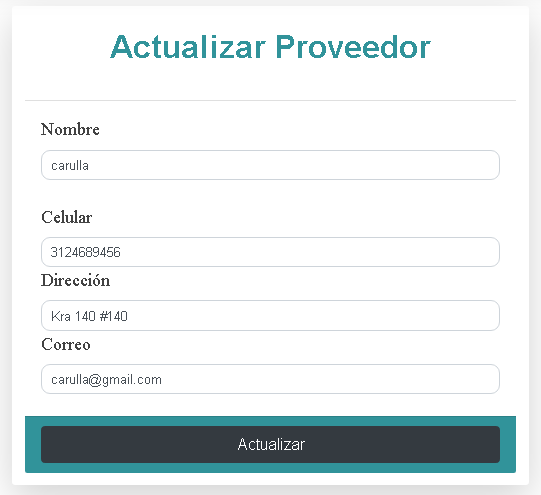 Actualizar Proveedor
Nombre
carulla
Celular
3124689456
Dirección
Kra 140 #140
Correo
carulla@gmail.com
Actualizar